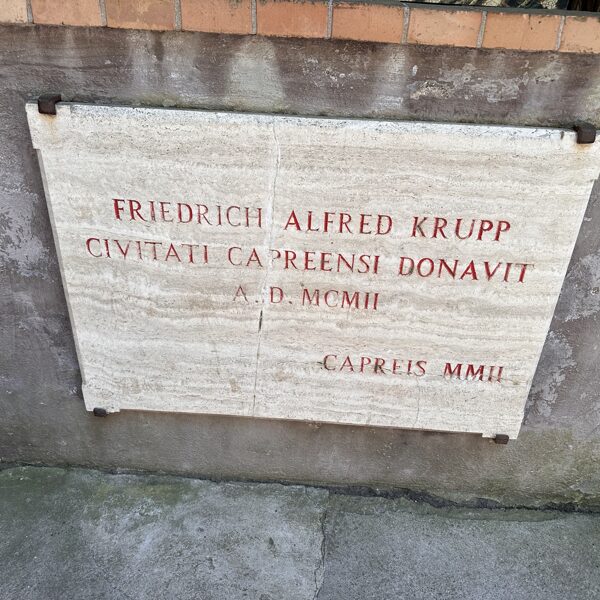 FRIEDRICH ALFRED KRUPP
CIVITATI CAPREENSI DONAVIT
A. D. MCMII
CAPREIS MMII